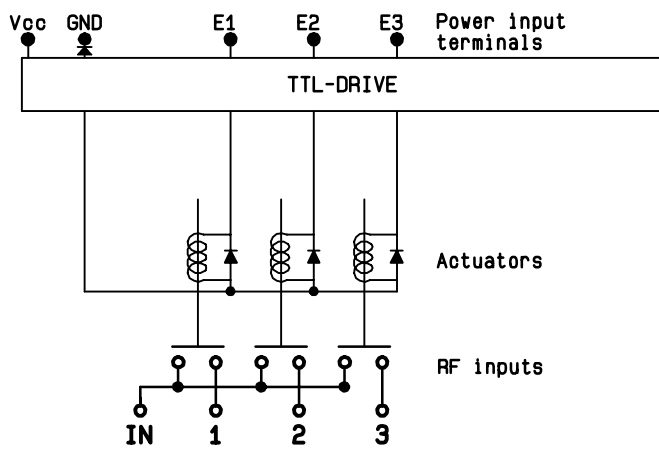 Vcc GND E1 E2 E3 Power input
terminals
TTL-DRIVE
Actuators
RF inputs
IN 1 2 3